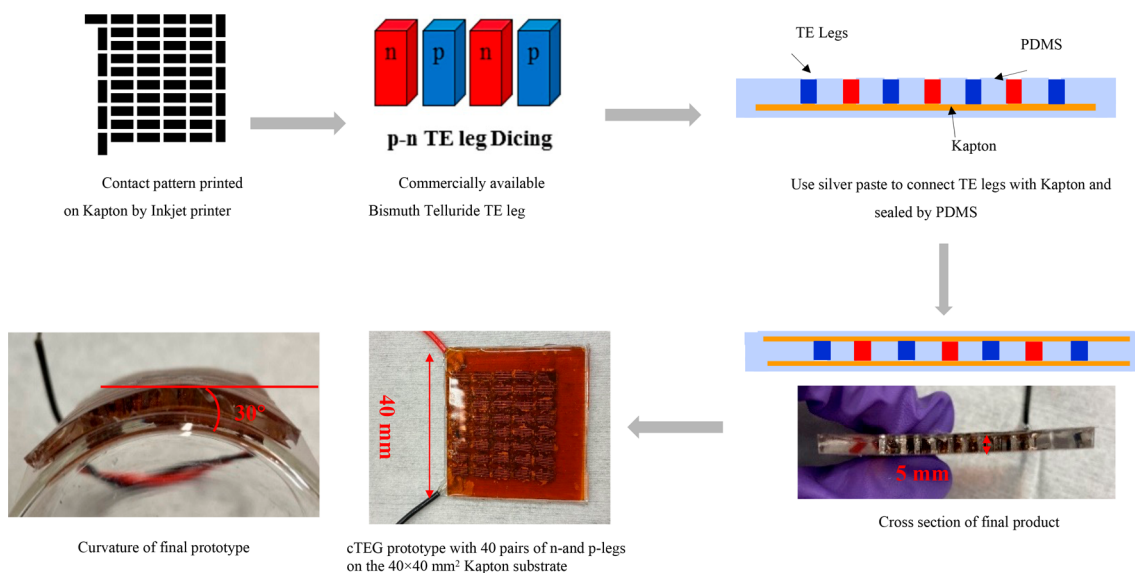 n p n p
p-n TE leg Dicing
TE Legs
PDMS
Kapton
Contact pattern printed
on Kapton by Inkjet printer
Commercially available
Bismuth Telluride TE leg
Use silver paste to connect TE legs with Kapton and
sealed by PDMS
30°
40 mm
5 mm
Curvature of final prototype
cTEG prototype with 40 pairs of n-and p-legs
on the 40×40 mm² Kapton substrate
Cross section of final product